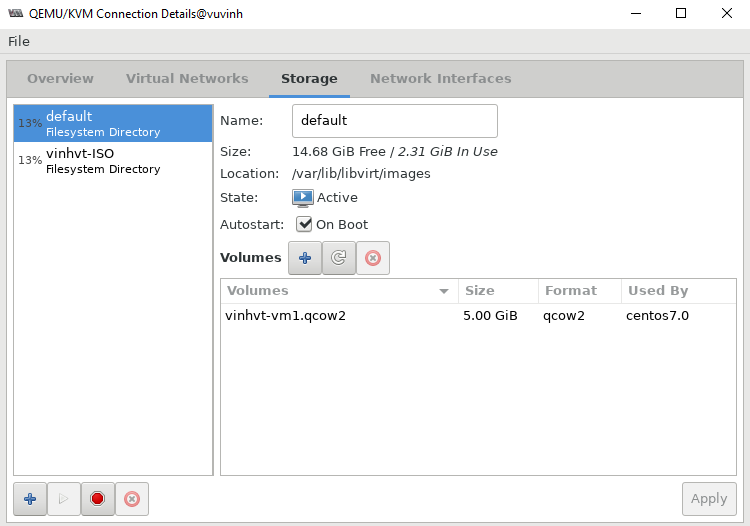 QEMU/KVM Connection Details@vuvinh
File
Overview Virtual Networks Storage Network Interfaces
13% default
Filesystem Directory
13% vinhvt-ISO
Filesystem Directory
Name: default
Size: 14.68 GiB Free / 2.31 GiB In Use
Location: /var/lib/libvirt/images
State: Active
Autostart: On Boot
Volumes
Volumes Size Format Used By
vinhvt-vm1.qcow2 5.00 GiB qcow2 centos7.0
Apply